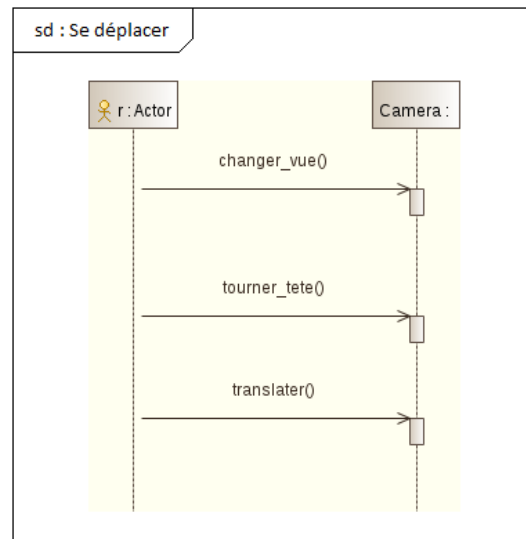 sd : Se déplacer
r : Actor
Camera :
changer_vue()
tourner_tete()
translater()